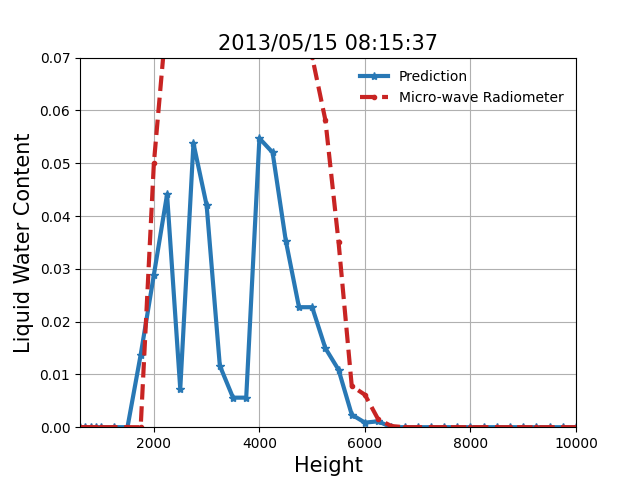 2013/05/15 08:15:37
0.07
0.06
0.05
0.04
0.03
0.02
0.01
0.00
Liquid Water Content
Prediction
Micro-wave Radiometer
2000 4000 6000 8000 10000
Height